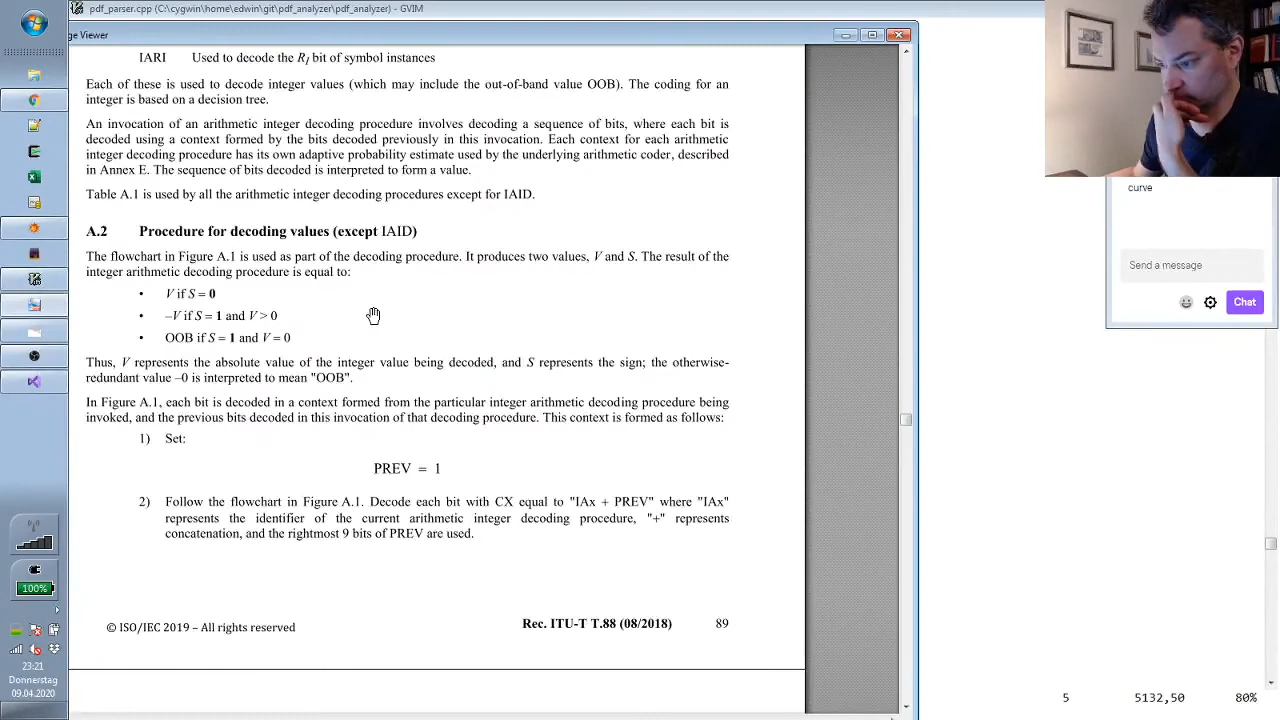 pdf_parser.cpp (C:\cygwin\home\edwin\git\pdf_analyzer\pdf_analyzer) - GVIM
ge Viewer
IARI Used to decode the RI bit of symbol instances
Each of these is used to decode integer values (which may include the out-of-band value OOB). The coding for an
integer is based on a decision tree.
An invocation of an arithmetic integer decoding procedure involves decoding a sequence of bits, where each bit is
decoded using a context formed by the bits decoded previously in this invocation. Each context for each arithmetic
integer decoding procedure has its own adaptive probability estimate used by the underlying arithmetic coder, described
in Annex E. The sequence of bits decoded is interpreted to form a value.
Table A.1 is used by all the arithmetic integer decoding procedures except for IAID.
A.2 Procedure for decoding values (except IAID)
The flowchart in Figure A.1 is used as part of the decoding procedure. It produces two values, V and S. The result of the
integer arithmetic decoding procedure is equal to:
• V if S = 0
• –V if S = 1 and V > 0
• OOB if S = 1 and V = 0
Thus, V represents the absolute value of the integer value being decoded, and S represents the sign; the otherwise-
redundant value –0 is interpreted to mean "OOB".
In Figure A.1, each bit is decoded in a context formed from the particular integer arithmetic decoding procedure being
invoked, and the previous bits decoded in this invocation of that decoding procedure. This context is formed as follows:
1) Set:
PREV = 1
2) Follow the flowchart in Figure A.1. Decode each bit with CX equal to "IAx + PREV" where "IAx"
represents the identifier of the current arithmetic integer decoding procedure, "+" represents
concatenation, and the rightmost 9 bits of PREV are used.
© ISO/IEC 2019 – All rights reserved
Rec. ITU-T T.88 (08/2018) 89
curve
Send a message
Chat
100%
23:21
Donnerstag
09.04.2020
5 5132,50 80%